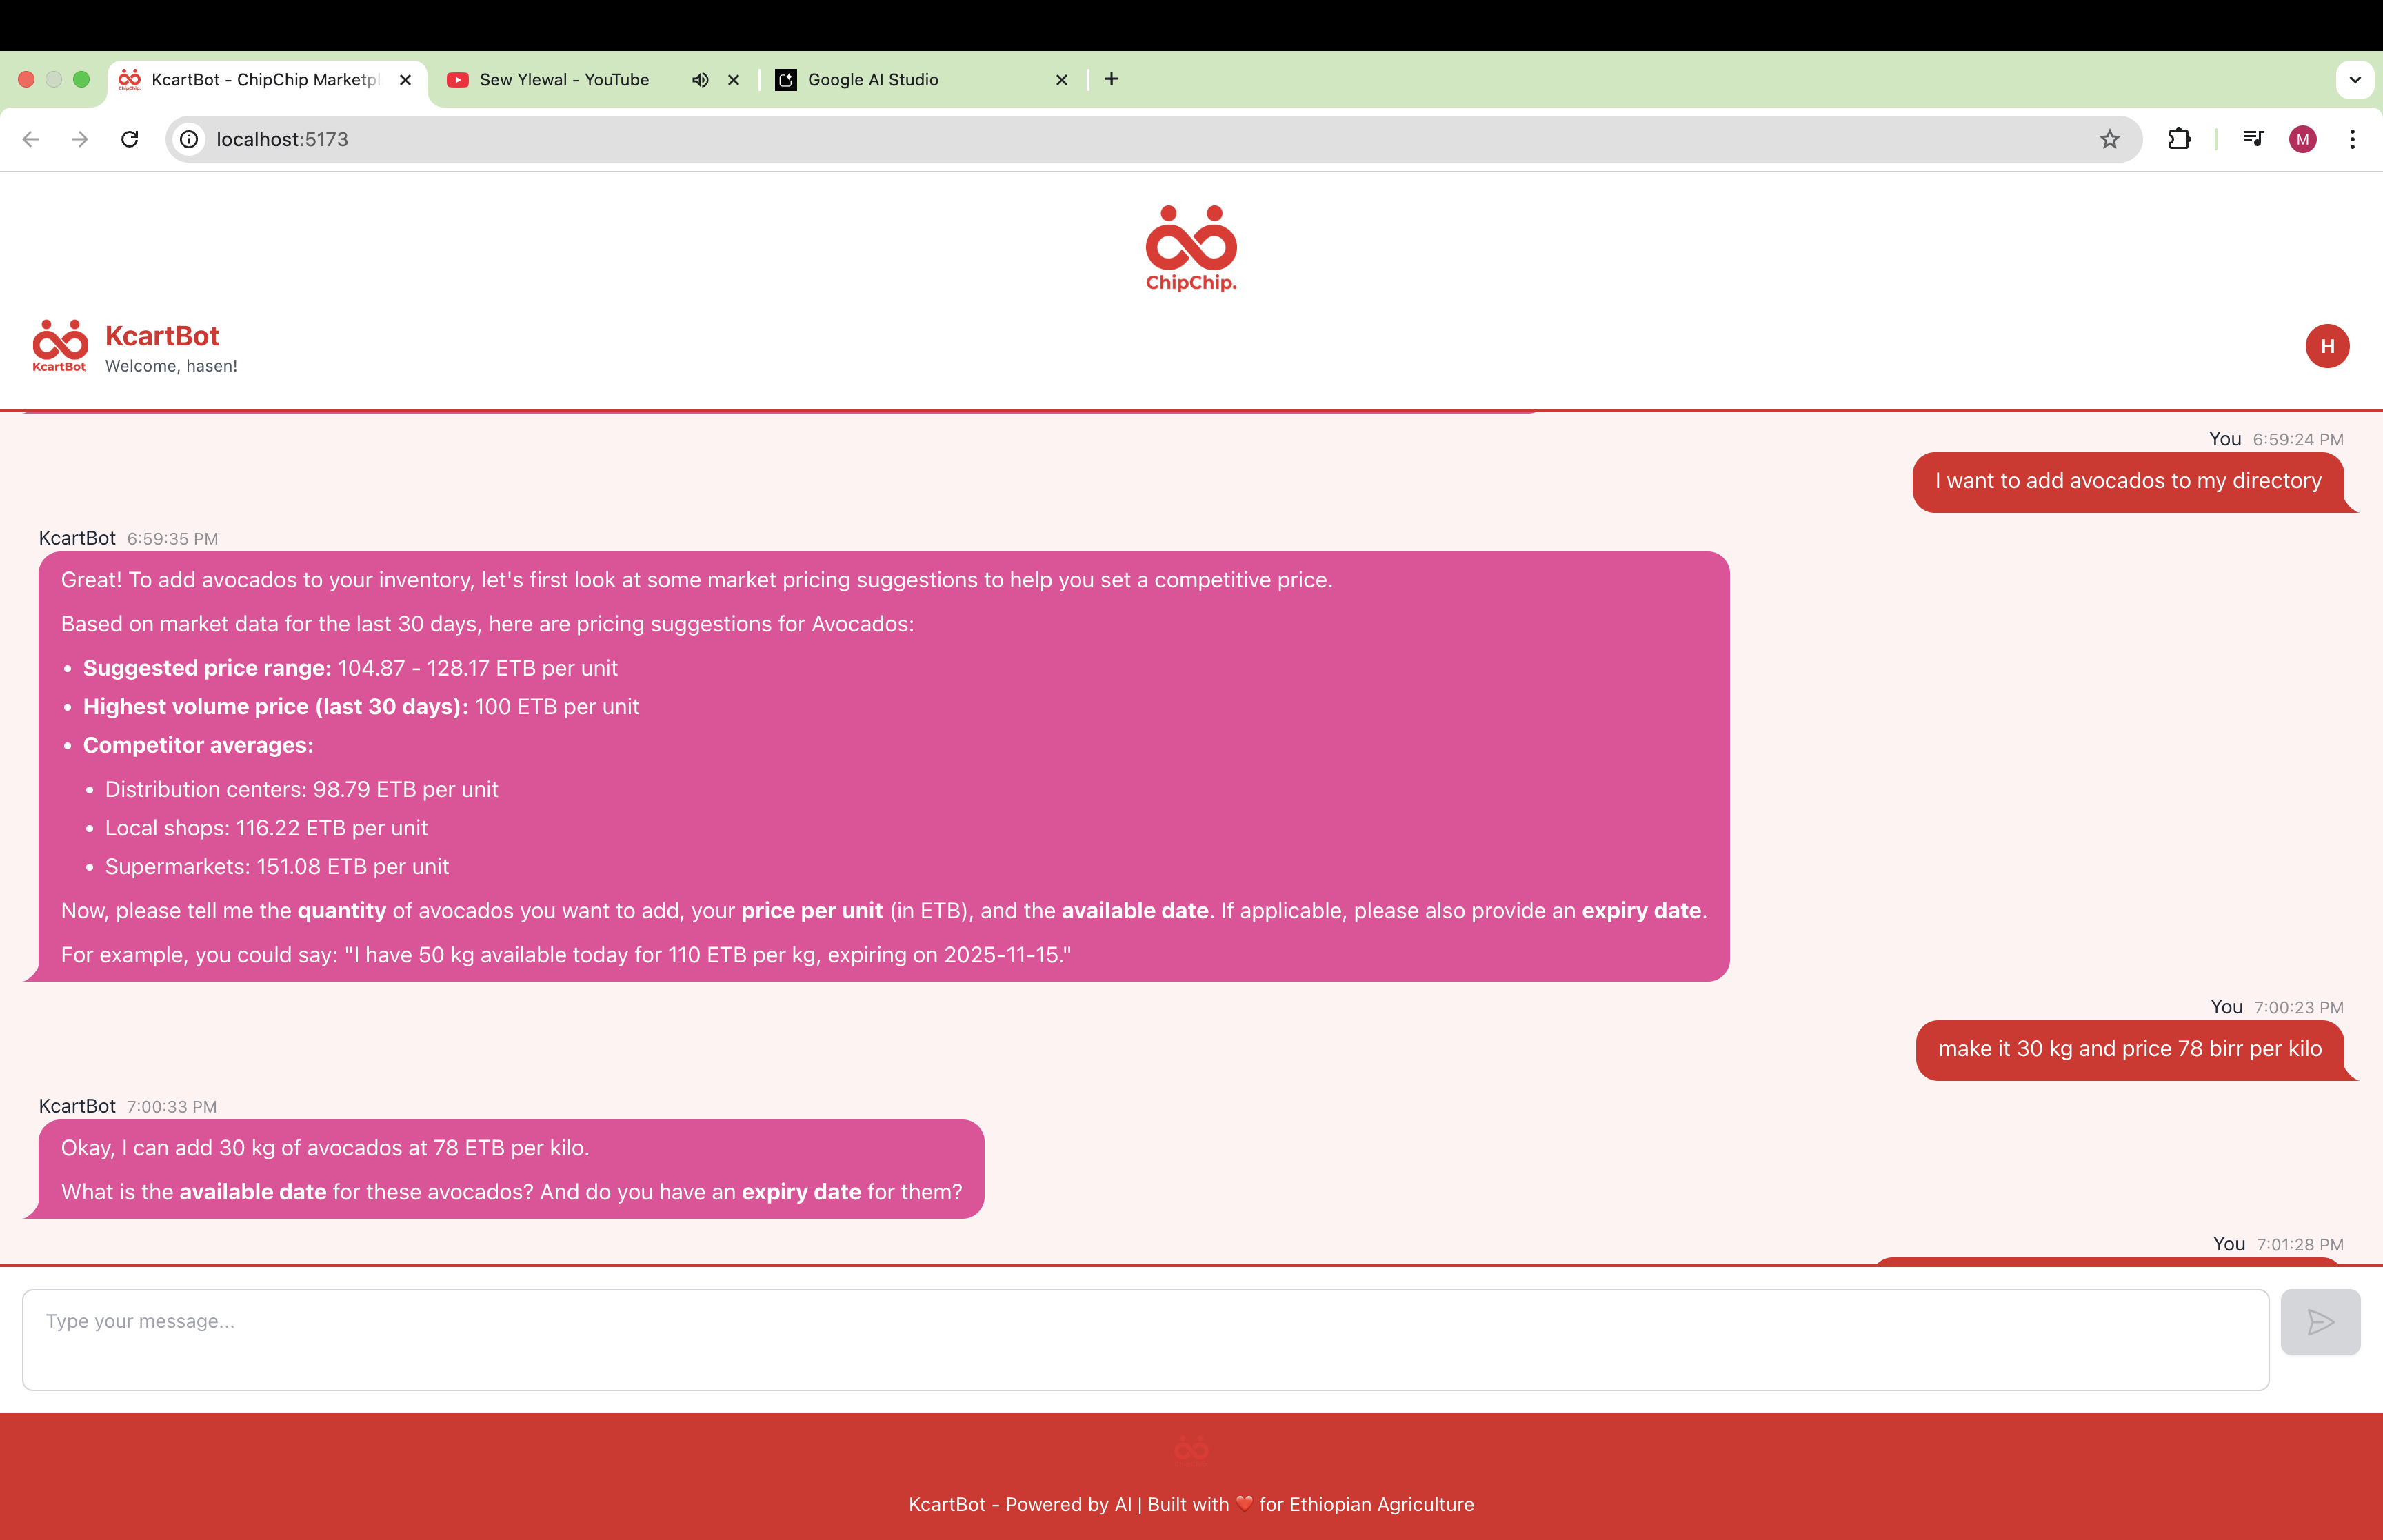 KcartBot - ChipChip Marketpl
Sew Ylewal - YouTube
Google AI Studio
localhost:5173
M
ChipChip.
KcartBot
KcartBot
Welcome, hasen!
H
You 6:59:24 PM
I want to add avocados to my directory
KcartBot 6:59:35 PM
Great! To add avocados to your inventory, let's first look at some market pricing suggestions to help you set a competitive price.
Based on market data for the last 30 days, here are pricing suggestions for Avocados:
• Suggested price range: 104.87 - 128.17 ETB per unit
• Highest volume price (last 30 days): 100 ETB per unit
• Competitor averages:
• Distribution centers: 98.79 ETB per unit
• Local shops: 116.22 ETB per unit
• Supermarkets: 151.08 ETB per unit
Now, please tell me the quantity of avocados you want to add, your price per unit (in ETB), and the available date. If applicable, please also provide an expiry date.
For example, you could say: "I have 50 kg available today for 110 ETB per kg, expiring on 2025-11-15."
You 7:00:23 PM
make it 30 kg and price 78 birr per kilo
KcartBot 7:00:33 PM
Okay, I can add 30 kg of avocados at 78 ETB per kilo.
What is the available date for these avocados? And do you have an expiry date for them?
You 7:01:28 PM
Type your message...
KcartBot - Powered by AI | Built with ❤️ for Ethiopian Agriculture